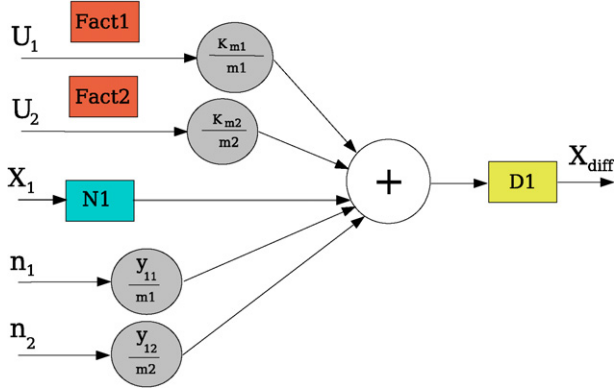 Fact1
U1
Km1
m1
Fact2
U2
Km2
m2
X1
N1
+
D1
Xdiff
n1
y11
m1
n2
y12
m2